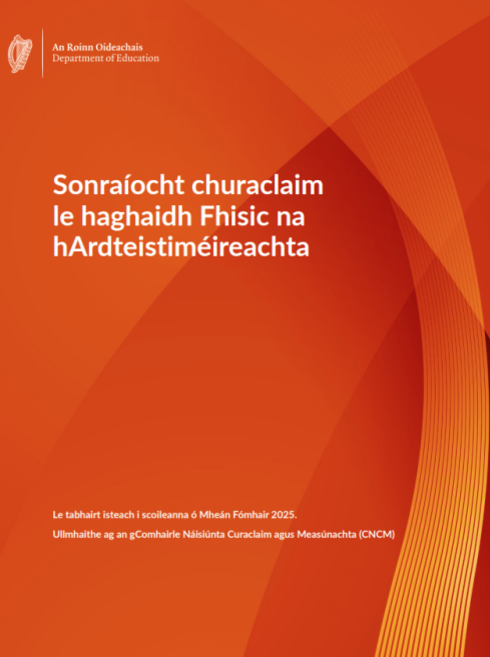 An Roinn Oideachais
Department of Education
Sonraíocht churaclaim
le haghaidh Fhisic na
hArdteistiméireachta
Le tabhairt isteach i scoileanna ó Mheán Fómhair 2025.
Ullmhaithe ag an gComhairle Náisiúnta Curaclaim agus Measúnachta (CNCM)